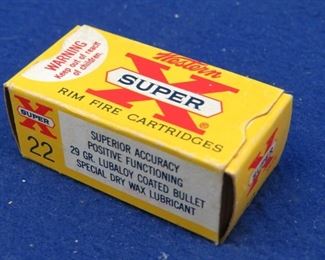 WARNING
Keep out of reach
of children.
Western
SUPER X
®
RIM FIRE CARTRIDGES
SUPER X
22
SUPERIOR ACCURACY
POSITIVE FUNCTIONING
29 GR. LUBALOY COATED BULLET
SPECIAL DRY WAX LUBRICANT
SUPER X